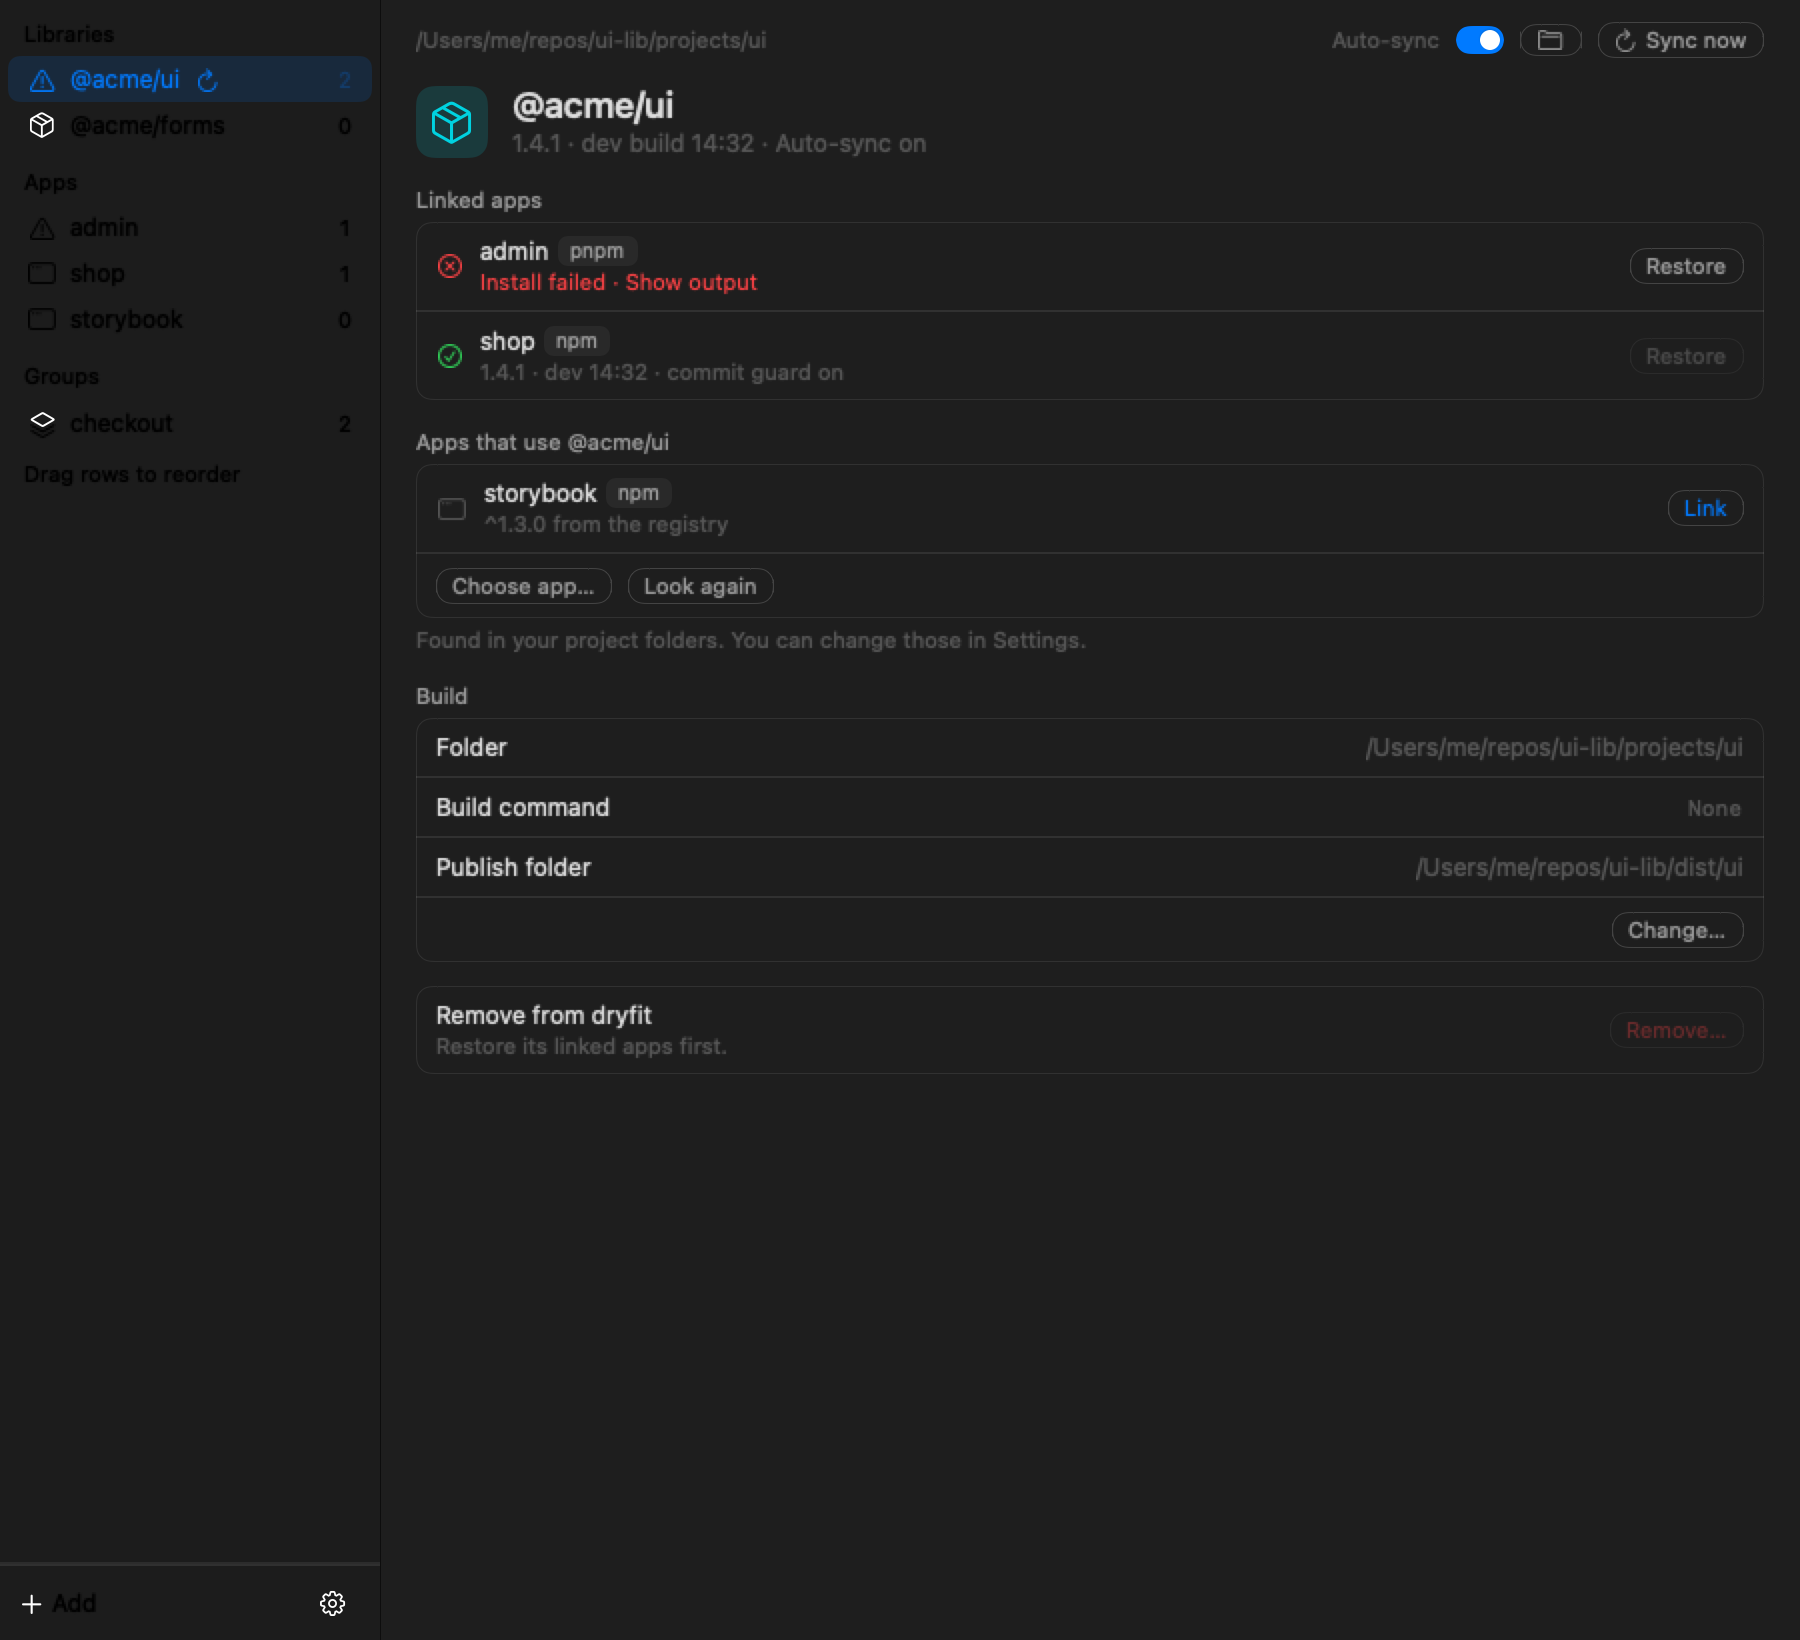 Libraries
@acme/ui 2
@acme/forms 0
Apps
admin 1
shop 1
storybook 0
Groups
checkout 2
Drag rows to reorder
Add
/Users/me/repos/ui-lib/projects/ui
Auto-sync
Sync now
@acme/ui
1.4.1 · dev build 14:32 · Auto-sync on
Linked apps
admin pnpm
Install failed · Show output
Restore
shop npm
1.4.1 · dev 14:32 · commit guard on
Restore
Apps that use @acme/ui
storybook npm
^1.3.0 from the registry
Link
Choose app...
Look again
Found in your project folders. You can change those in Settings.
Build
Folder /Users/me/repos/ui-lib/projects/ui
Build command None
Publish folder /Users/me/repos/ui-lib/dist/ui
Change...
Remove from dryfit
Restore its linked apps first.
Remove...